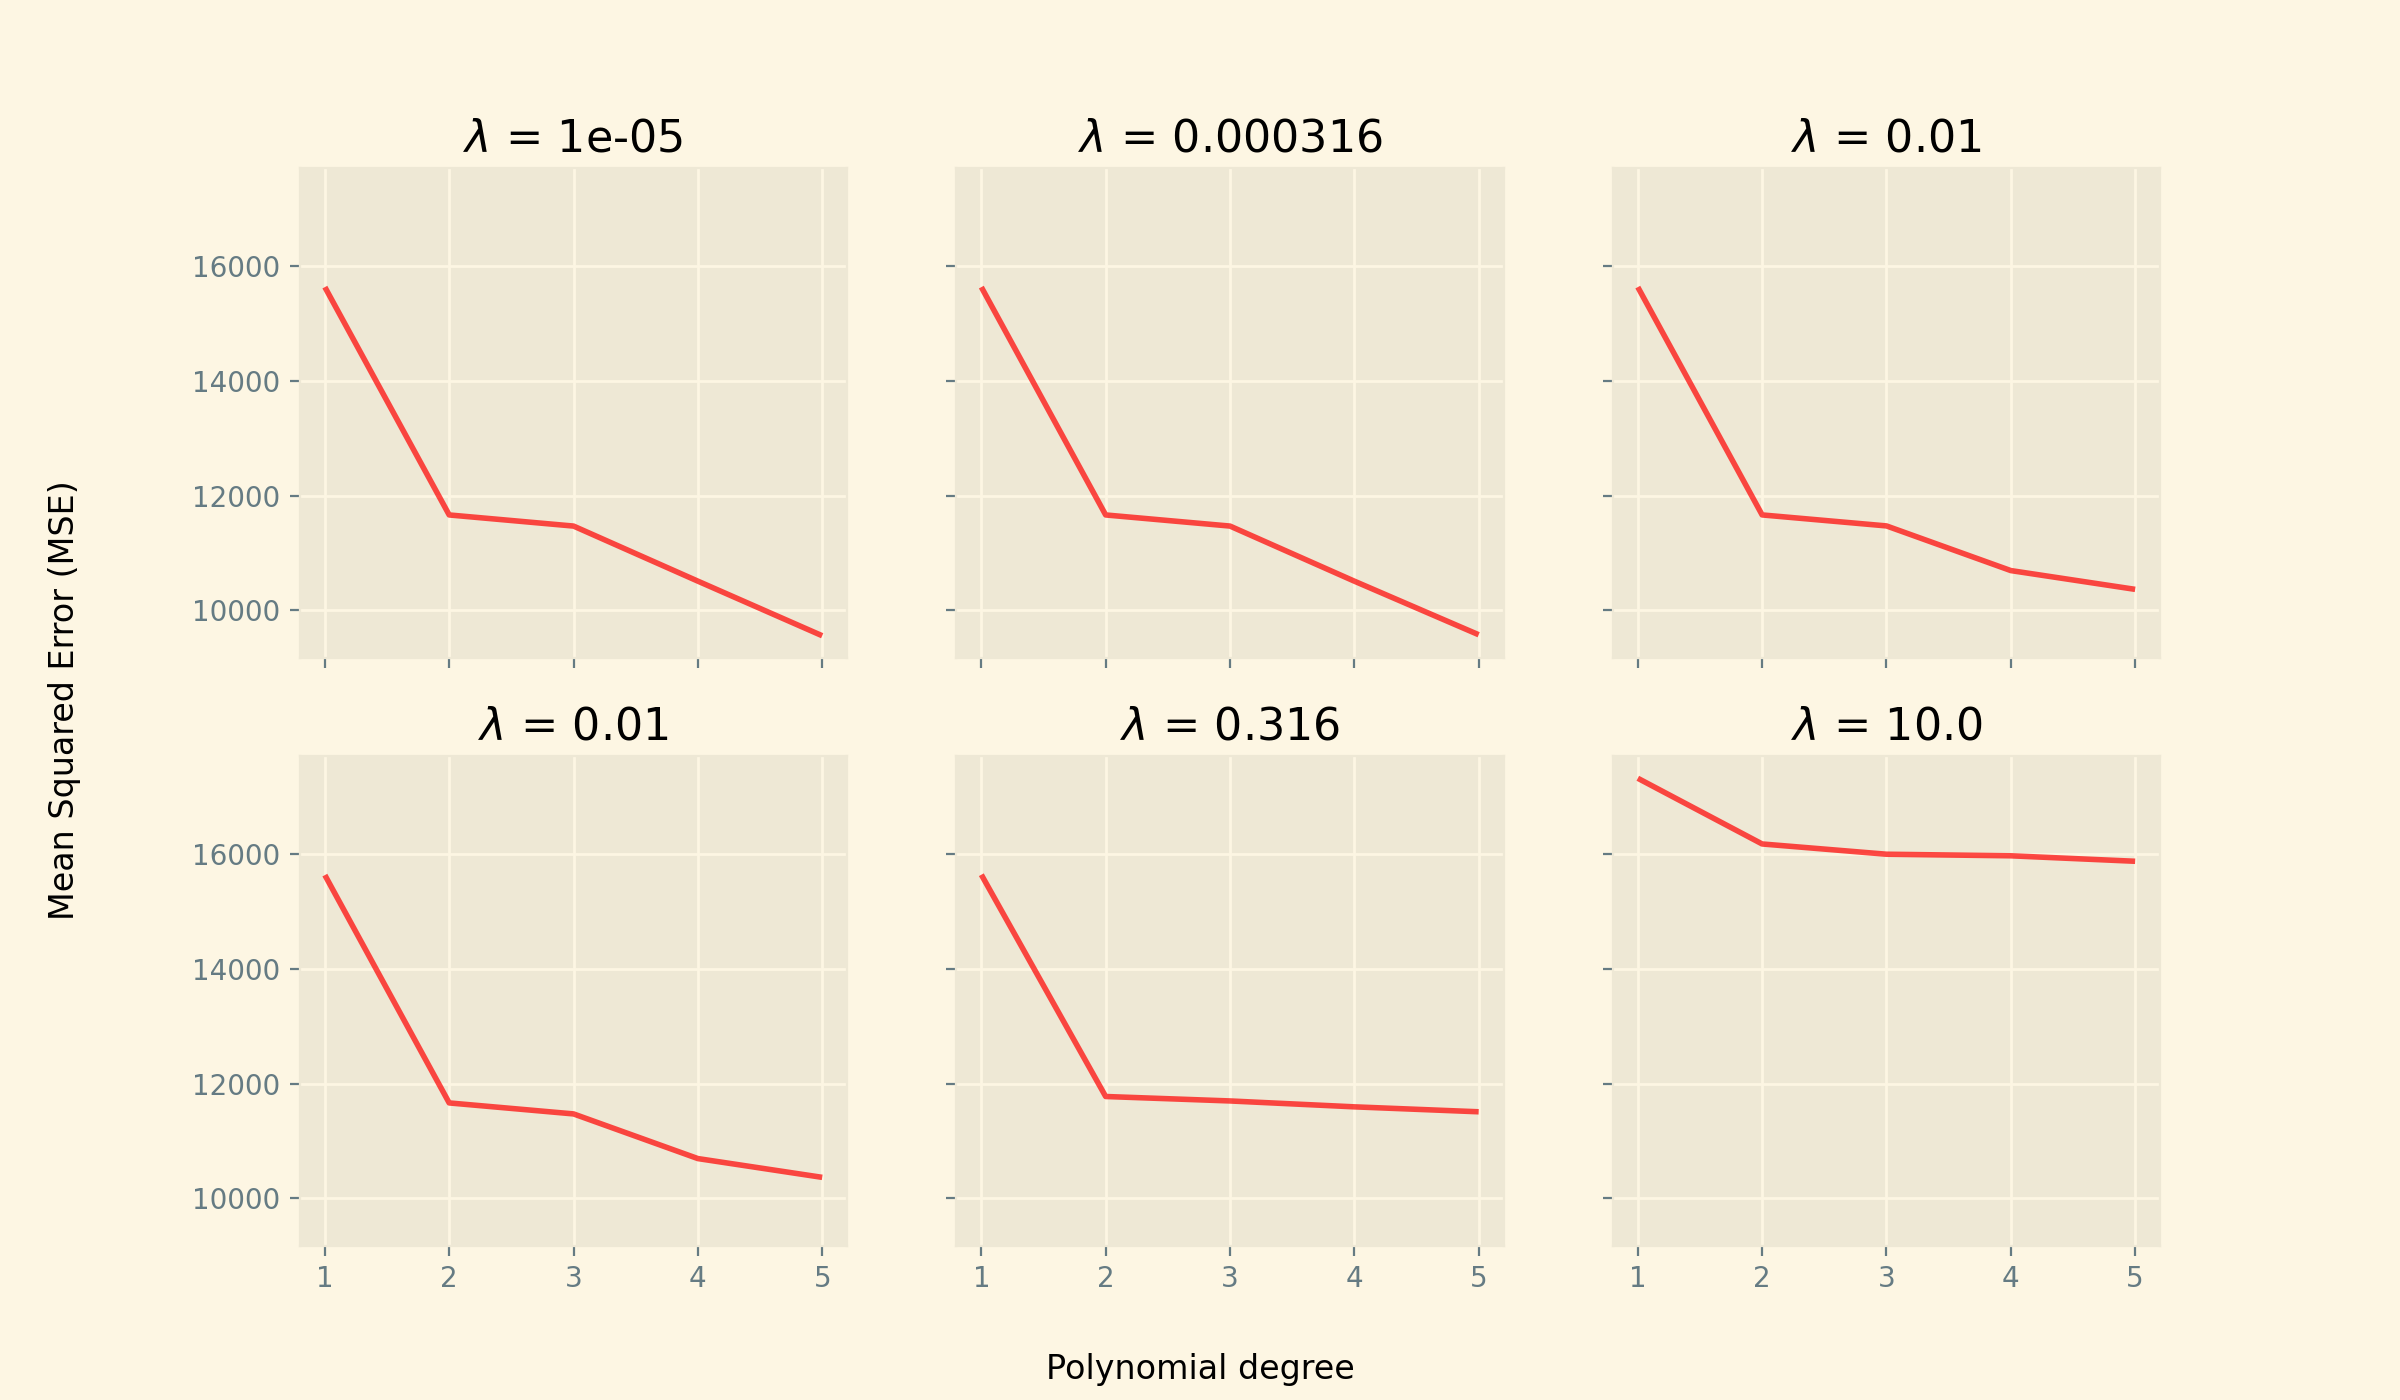 λ = 1e-05
λ = 0.000316
λ = 0.01
16000
14000
12000
10000
λ = 0.01
λ = 0.316
λ = 10.0
16000
14000
12000
10000
1 2 3 4 5
1 2 3 4 5
1 2 3 4 5
Mean Squared Error (MSE)
Polynomial degree